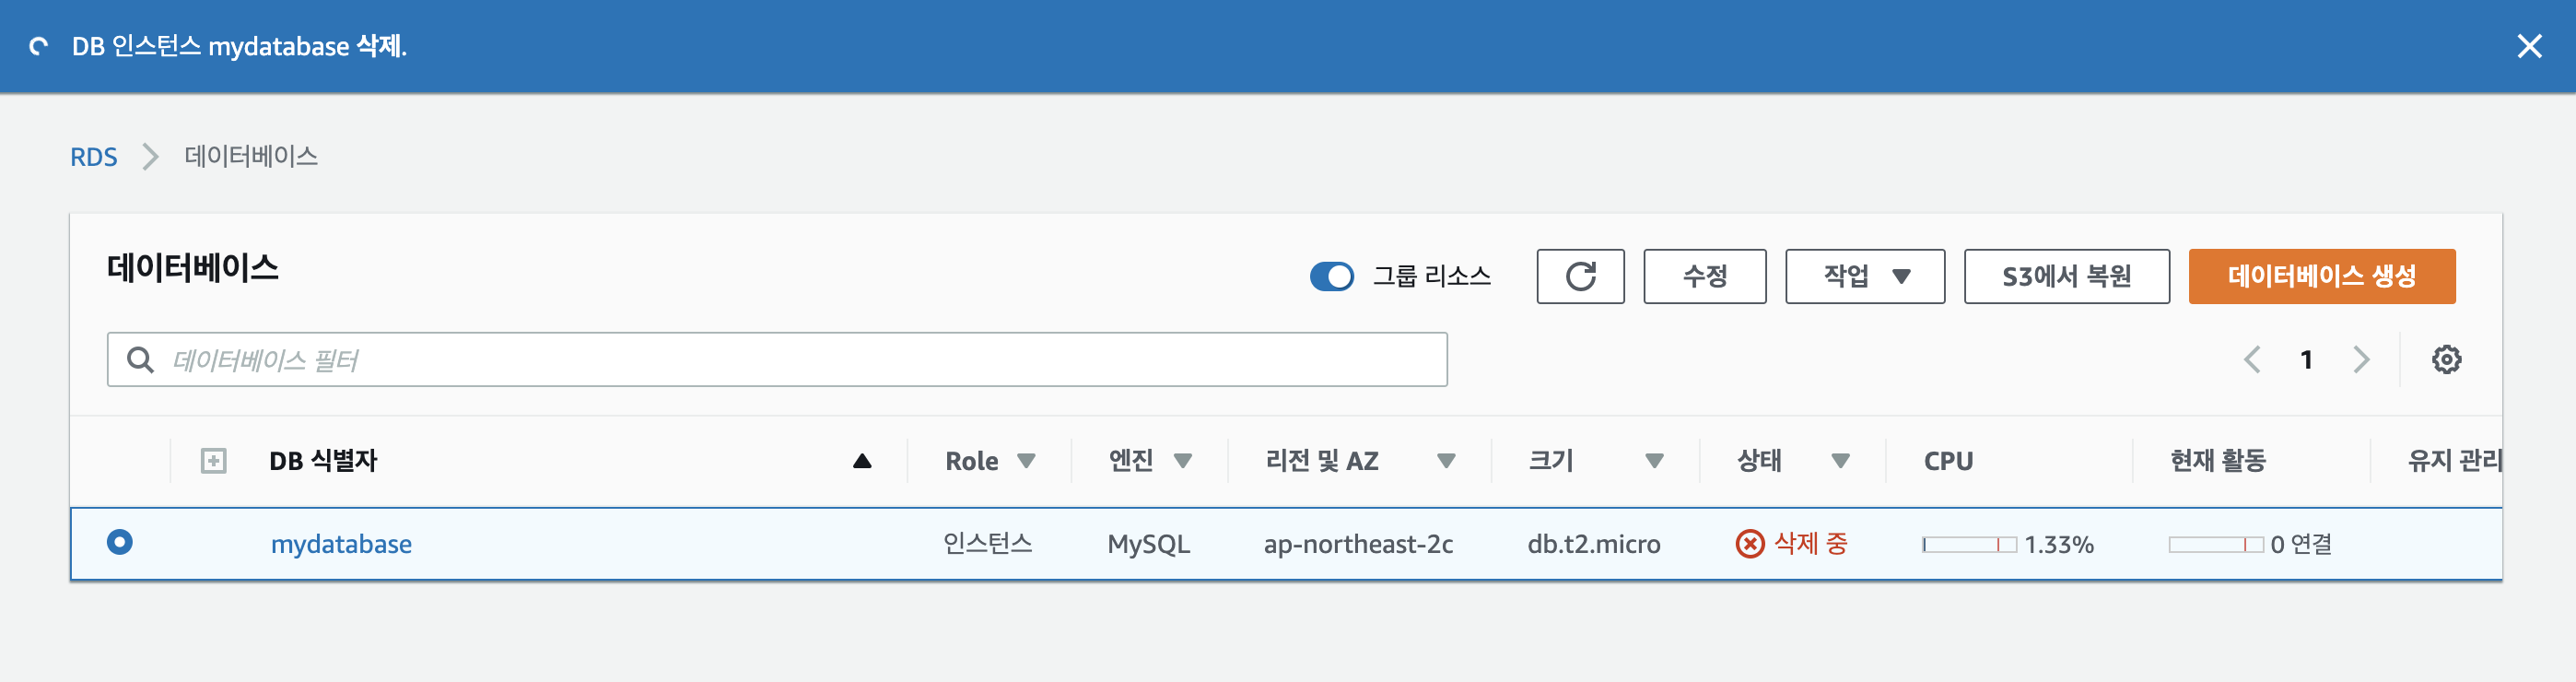 DB 인스턴스 mydatabase 삭제.
RDS 데이터베이스
데이터베이스 그룹 리소스 수정 작업 S3에서 복원 데이터베이스 생성
데이터베이스 필터 1
DB 식별자 Role 엔진 리전 및 AZ 크기 상태 CPU 현재 활동 유지 관리
mydatabase 인스턴스 MySQL ap-northeast-2c db.t2.micro 삭제 중 1.33% 0 연결